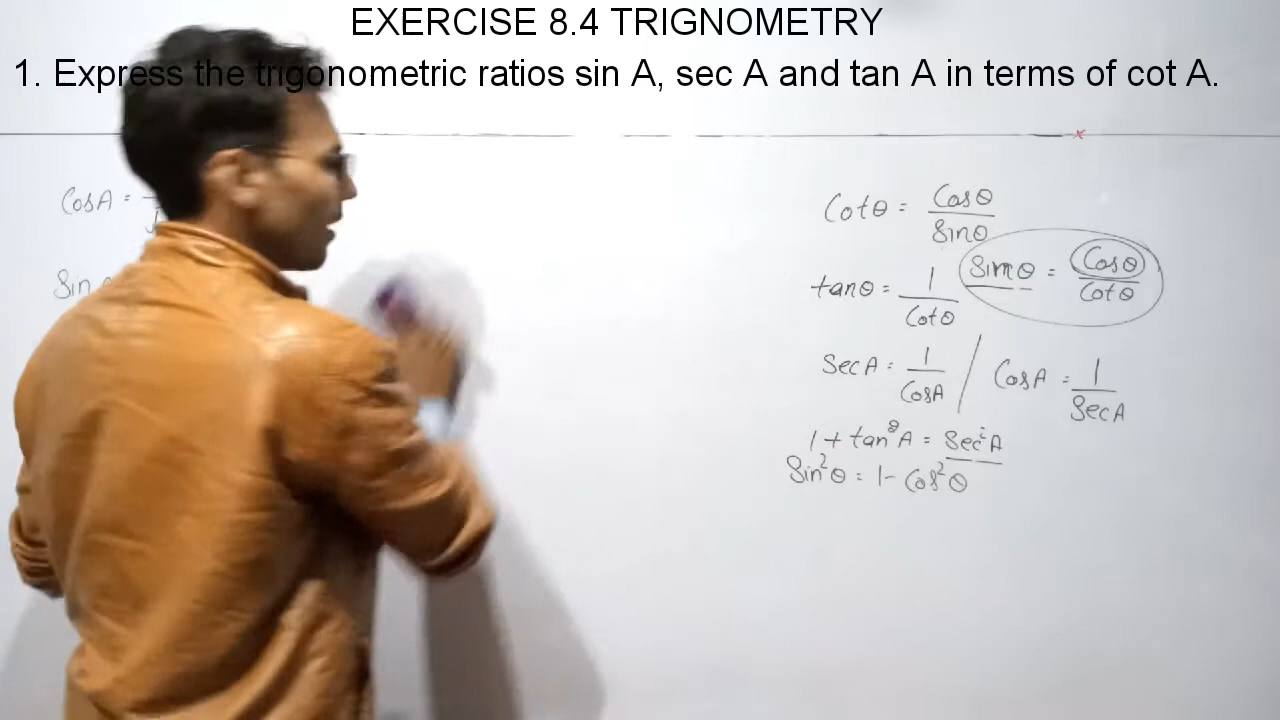 EXERCISE 8.4 TRIGNOMETRY
1. Express the trigonometric ratios sin A, sec A and tan A in terms of cot A.
CosA =
Sin
Cotθ = Cosθ / Sinθ
Sinθ = Cosθ / Cotθ
tanθ = 1 / Cotθ
SecA = 1 / CosA / CosA = 1 / SecA
1 + tan²A = Sec²A
Sin²θ = 1 - Cos²θ